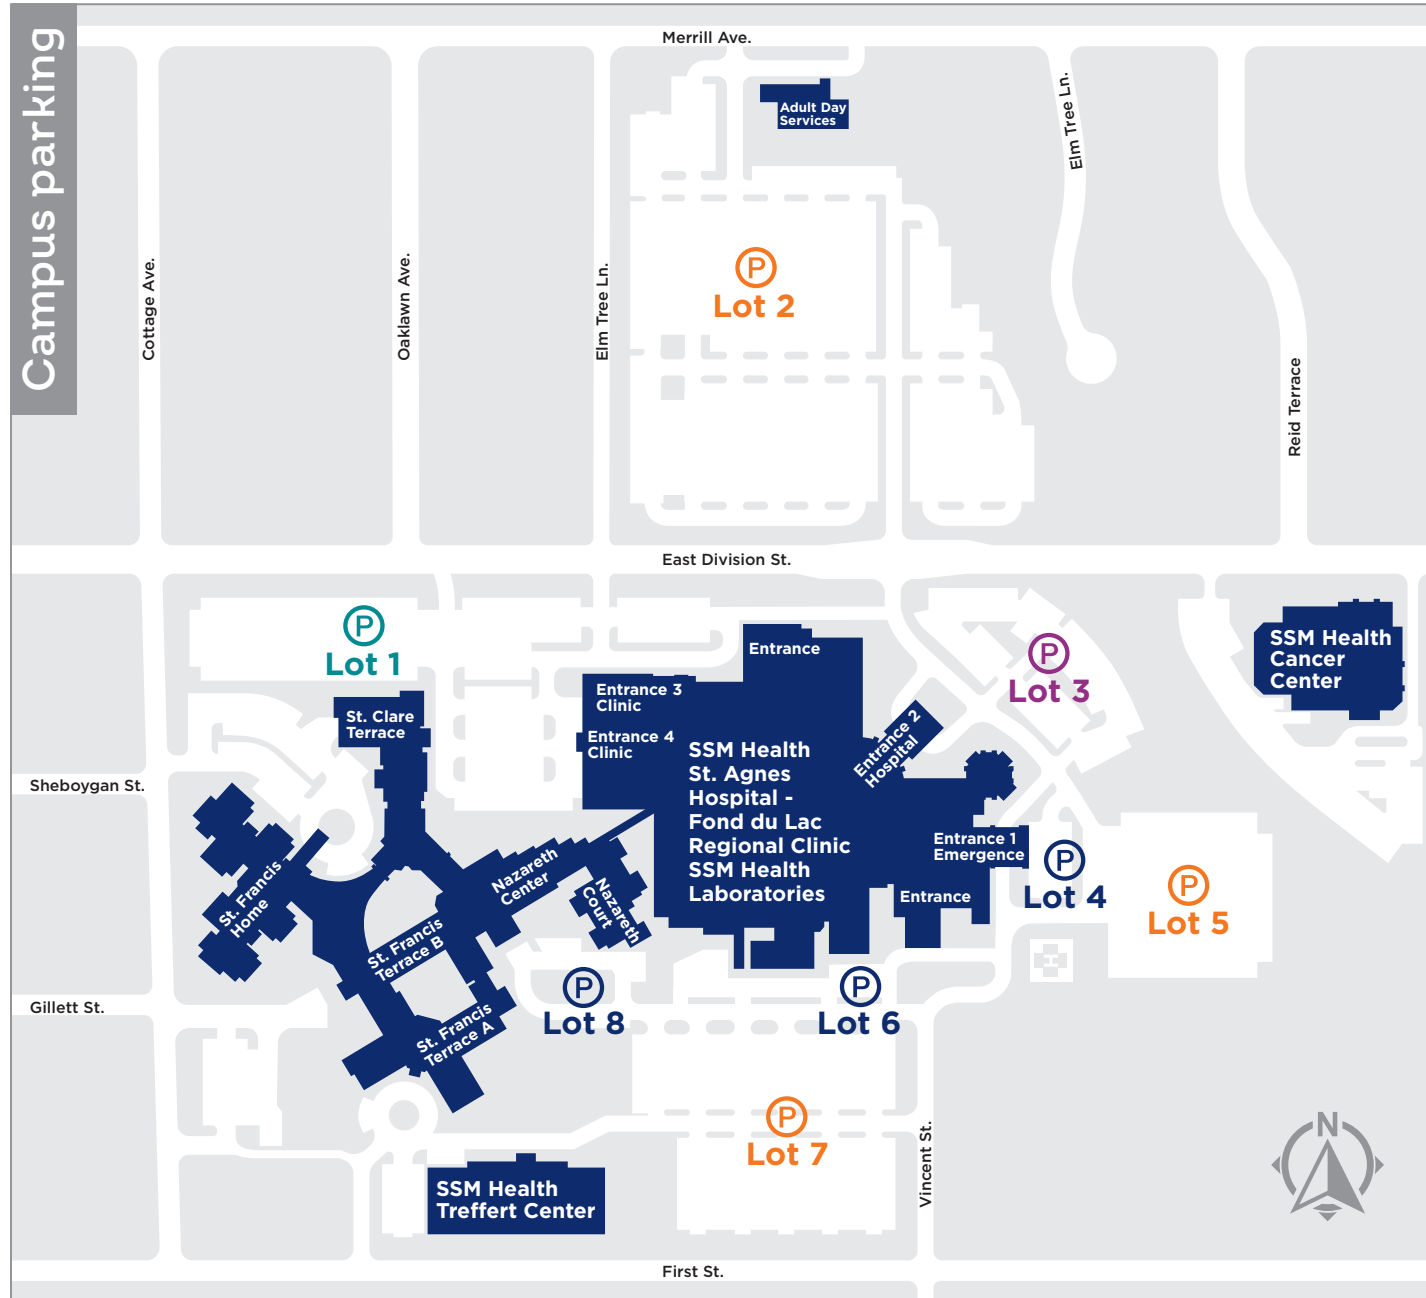 Campus parking
Merrill Ave.
Adult Day
Services
Elm Tree Ln.
Cottage Ave.
Oaklawn Ave.
Elm Tree Ln.
P
Lot 2
Reid Terrace
East Division St.
P
Lot 1
P
Lot 3
SSM Health
Cancer
Center
Entrance
Entrance 3
Clinic
Entrance 4
Clinic
St. Clare
Terrace
Entrance 2
Hospital
SSM Health
St. Agnes
Hospital -
Fond du Lac
Regional Clinic
SSM Health
Laboratories
Sheboygan St.
Entrance 1
Emergence
Entrance
P
Lot 4
P
Lot 5
St. Francis
Home
Nazareth
Center
Nazareth
Court
St. Francis
Terrace B
St. Francis
Terrace A
Gillett St.
P
Lot 8
P
Lot 6
P
Lot 7
Vincent St.
N
SSM Health
Treffert Center
First St.